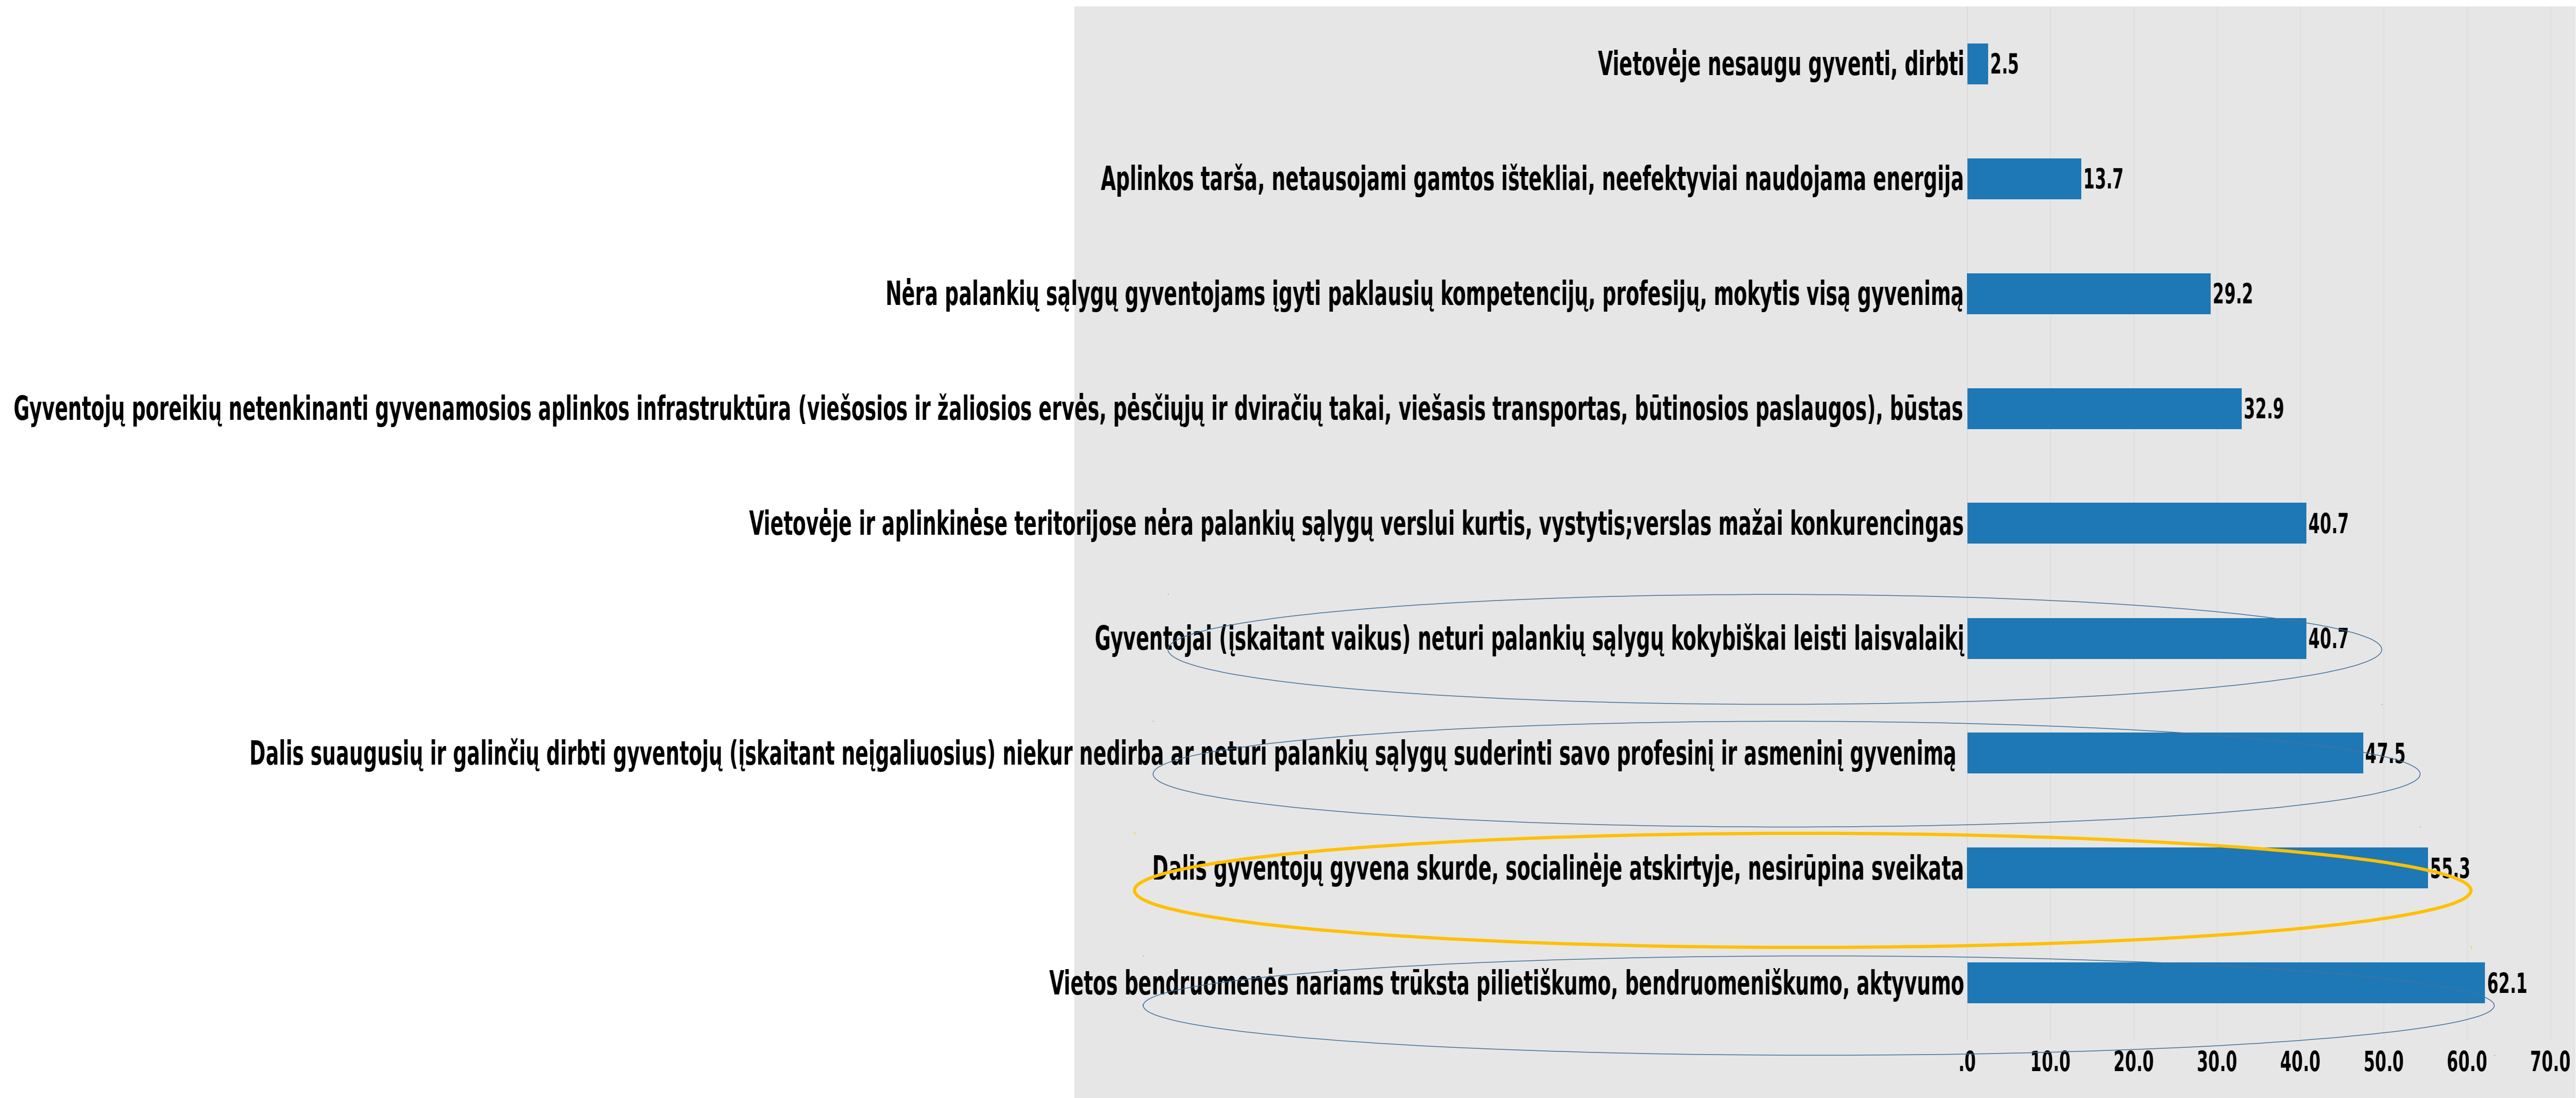 Vietovėje nesaugu gyventi, dirbti 2.5
Aplinkos tarša, netausojami gamtos ištekliai, neefektyviai naudojama energija 13.7
Nėra palankių sąlygų gyventojams įgyti paklausių kompetencijų, profesijų, mokytis visą gyvenimą 29.2
Gyventojų poreikių netenkinanti gyvenamosios aplinkos infrastruktūra (viešosios ir žaliosios ervės, pėsčiųjų ir dviračių takai, viešasis transportas, būtinosios paslaugos), būstas 32.9
Vietovėje ir aplinkinėse teritorijose nėra palankių sąlygų verslui kurtis, vystytis;verslas mažai konkurencingas 40.7
Gyventojai (įskaitant vaikus) neturi palankių sąlygų kokybiškai leisti laisvalaikį 40.7
Dalis suaugusių ir galinčių dirbti gyventojų (įskaitant neįgaliuosius) niekur nedirba ar neturi palankių sąlygų suderinti savo profesinį ir asmeninį gyvenimą 47.5
Dalis gyventojų gyvena skurde, socialinėje atskirtyje, nesirūpina sveikata 55.3
Vietos bendruomenės nariams trūksta pilietiškumo, bendruomeniškumo, aktyvumo 62.1
.0 10.0 20.0 30.0 40.0 50.0 60.0 70.0